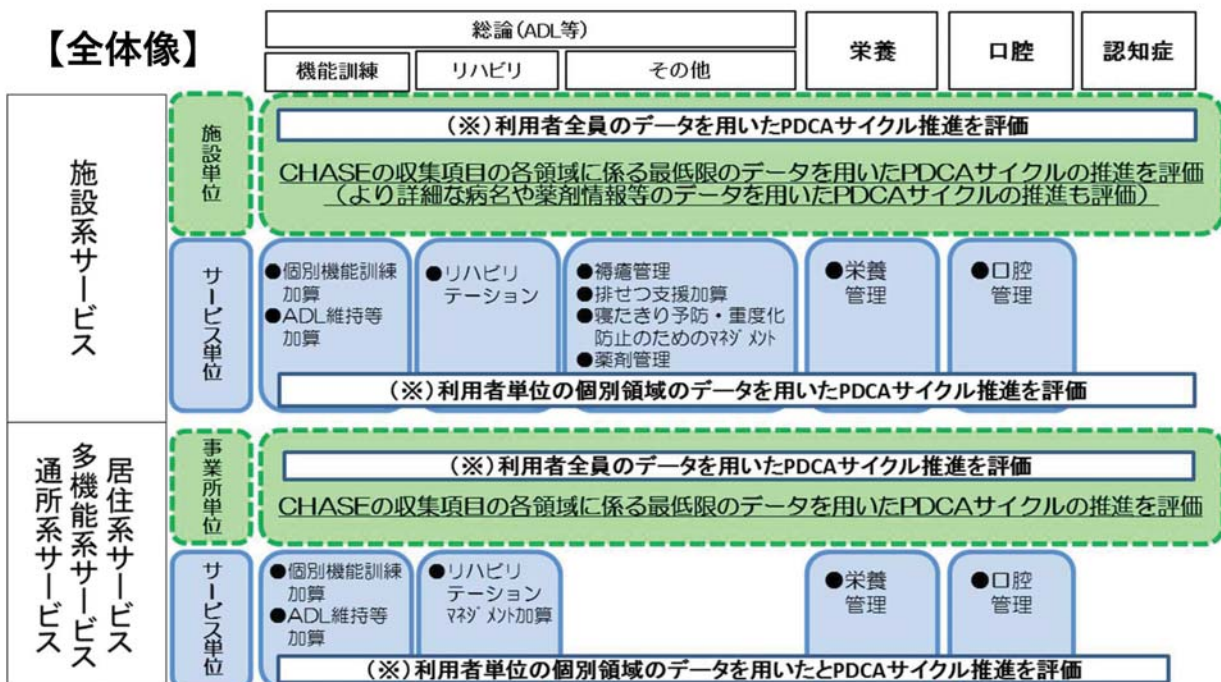 【全体像】
総論(ADL等)
機能訓練
リハビリ
その他
栄養
口腔
認知症
施設系サービス
施設単位
(※)利用者全員のデータを用いたPDCAサイクル推進を評価
CHASEの収集項目の各領域に係る最低限のデータを用いたPDCAサイクルの推進を評価
(より詳細な病名や薬剤情報等のデータを用いたPDCAサイクルの推進も評価)
サービス単位
●個別機能訓練
加算
●ADL維持等
加算
●リハビリ
テーション
●褥瘡管理
●排せつ支援加算
●寝たきり予防・重度化
防止のためのﾏﾈｼﾞﾒﾝﾄ
●薬剤管理
●栄養
管理
●口腔
管理
(※)利用者単位の個別領域のデータを用いたPDCAサイクル推進を評価
居住系サービス
多機能系サービス
通所系サービス
事業所単位
(※)利用者全員のデータを用いたPDCAサイクル推進を評価
CHASEの収集項目の各領域に係る最低限のデータを用いたPDCAサイクルの推進を評価
サービス単位
●個別機能訓練
加算
●ADL維持等
加算
●リハビリ
テーション
ﾏﾈｼﾞﾒﾝﾄ加算
●栄養
管理
●口腔
管理
(※)利用者単位の個別領域のデータを用いたとPDCAサイクル推進を評価